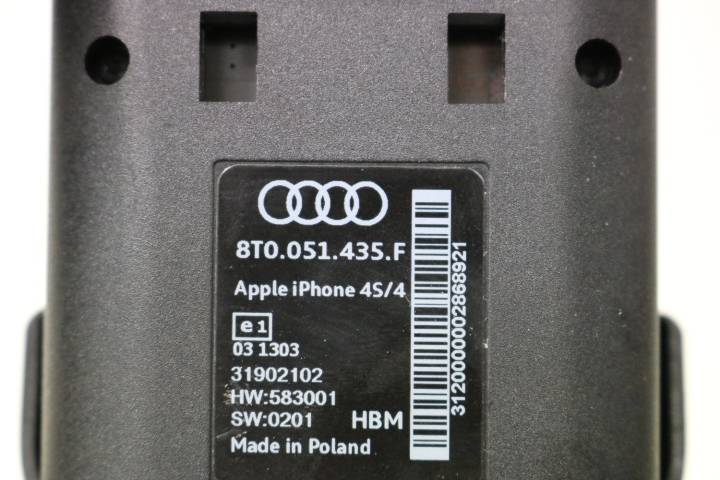 8T0.051.435.F
Apple iPhone 4S/4
e1
03 1303
31902102
HW:583001
SW:0201 HBM
Made in Poland
3120000002868921